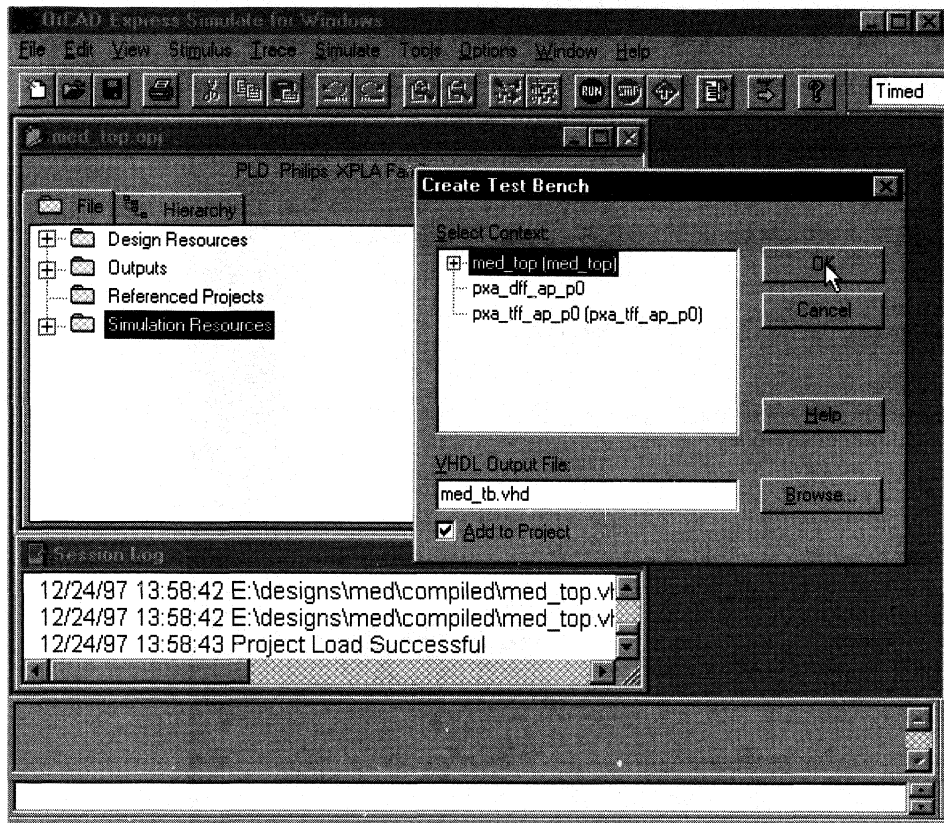 OrCAD Express Simulate for Windows
File Edit View Stimulus Trace Simulate Tools Options Window Help
RUN
Timed
med_top.opj
PLD Philips XPLA Fa
File Hierarchy
Design Resources
Outputs
Referenced Projects
Simulation Resources
Create Test Bench
Select Context:
med_top (med_top)
pxa_dff_ap_p0
pxa_tff_ap_p0 (pxa_tff_ap_p0)
OK
Cancel
Help
VHDL Output File:
med_tb.vhd
Browse...
Add to Project
Session Log
12/24/97 13:58:42 E:\designs\med\compiled\med_top.vh
12/24/97 13:58:42 E:\designs\med\compiled\med_top.vh
12/24/97 13:58:43 Project Load Successful